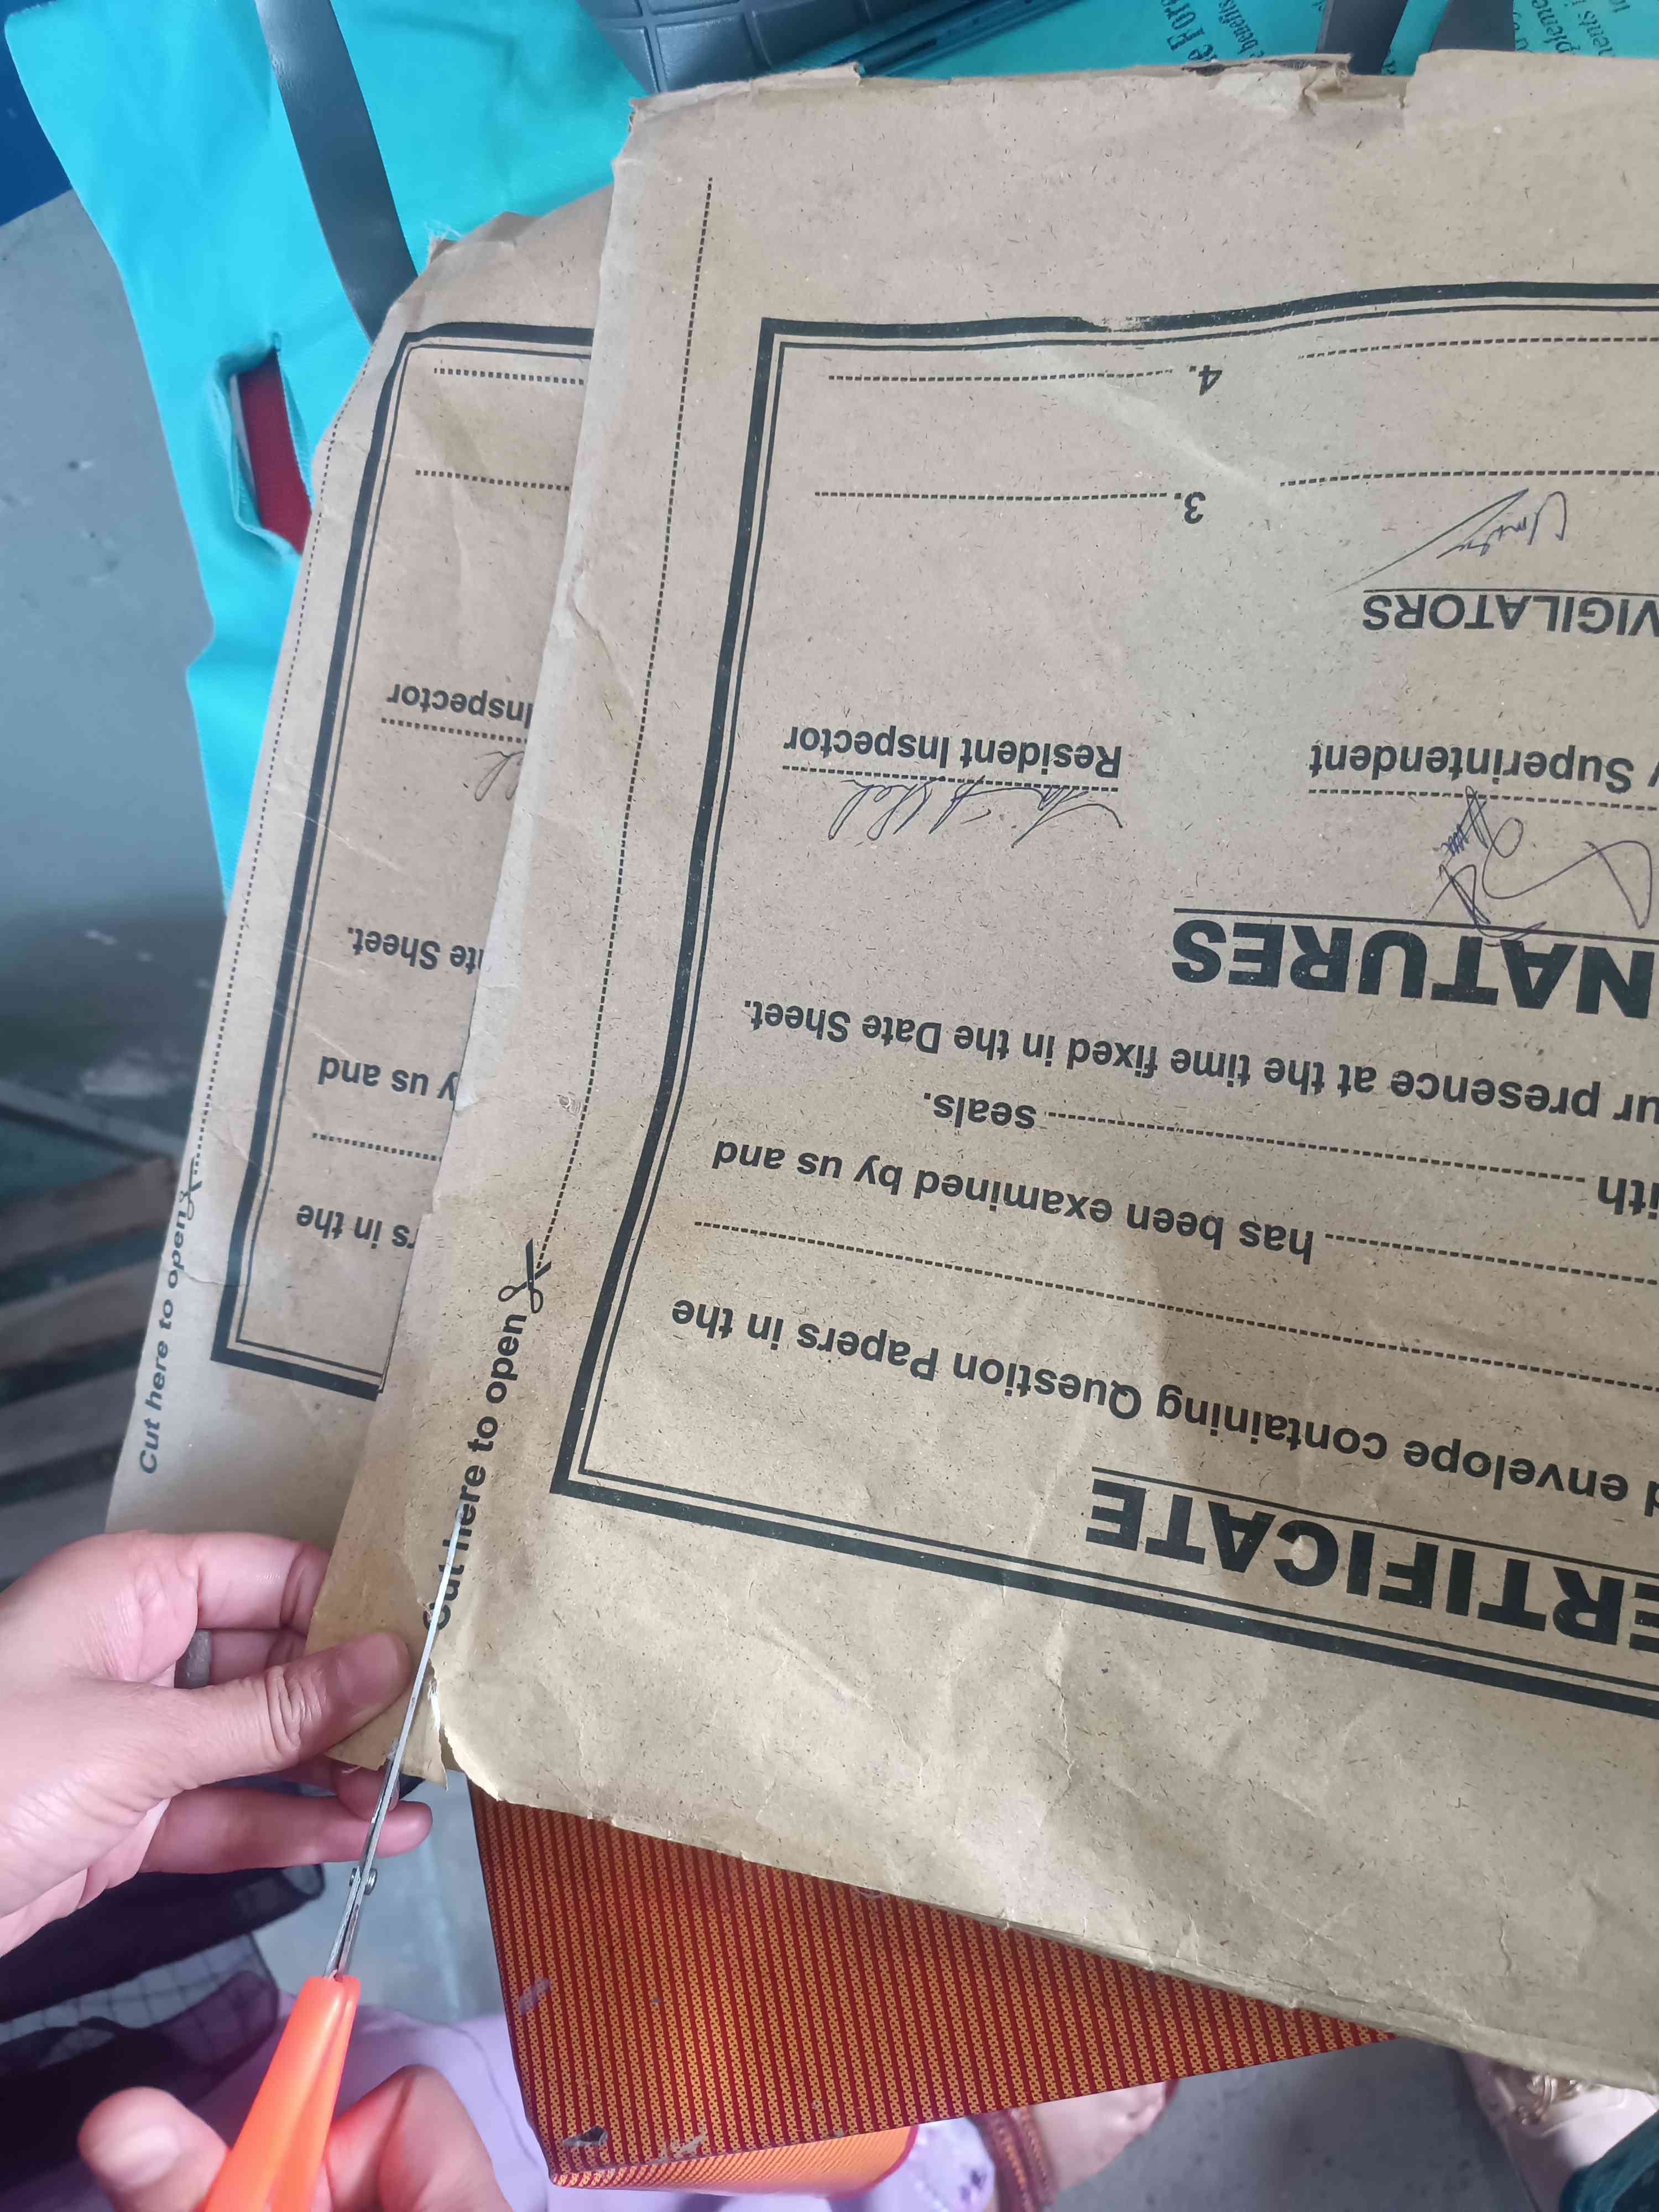 ERTIFICATE
d envelope containing Question Papers in the
has been examined by us and
ith seals.
ur presence at the time fixed in the Date Sheet.
NATURES
y Superintendent
Resident Inspector
VIGILATORS
3.
4.
Cut here to open
rs in the
y us and
te Sheet.
Inspector
Cut here to open